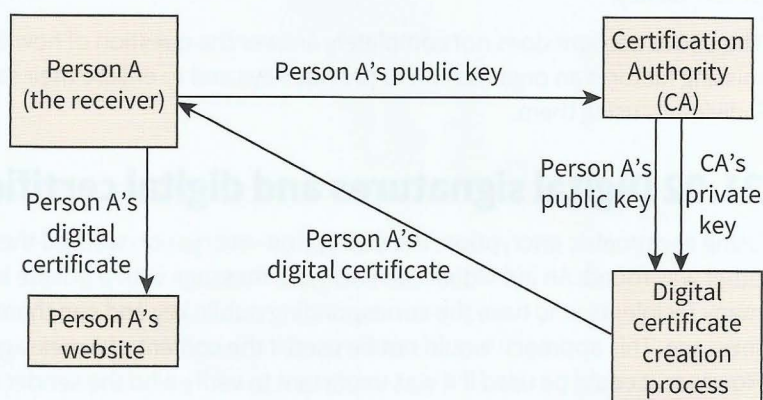 Person A
(the receiver)
Person A's public key
Certification
Authority
(CA)
Person A's
digital
certificate
Person A's
digital certificate
Person A's
public key
CA's
private
key
Person A's
website
Digital
certificate
creation
process